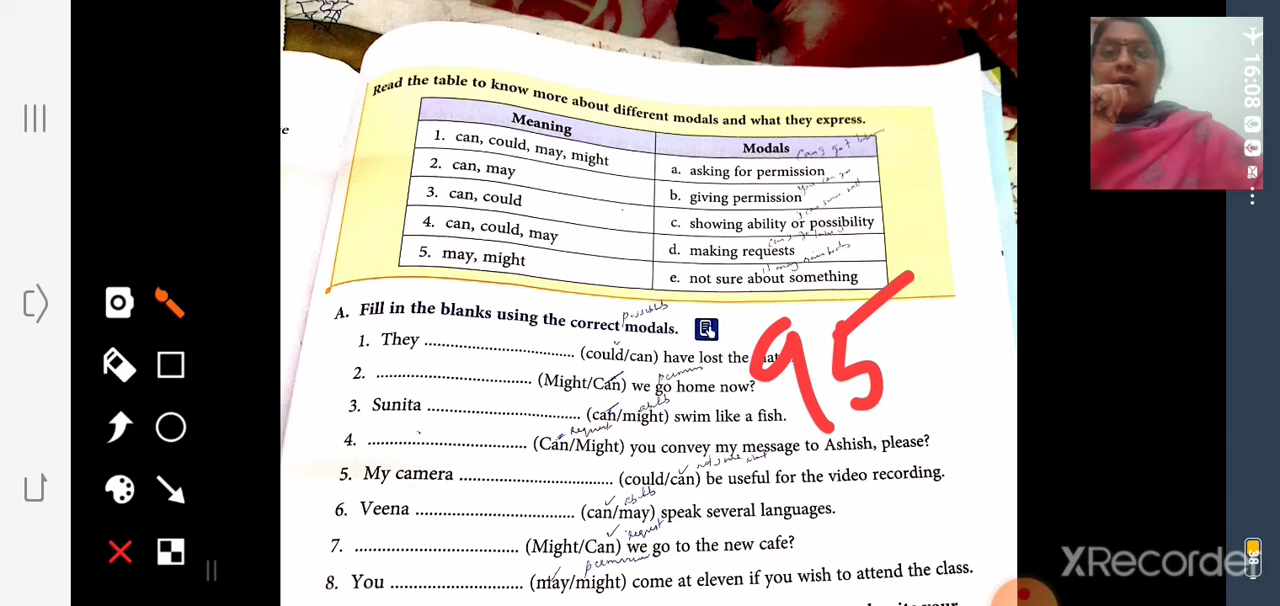 Read the table to know more about different modals and what they express.
Meaning Modals
1. can, could, may, might a. asking for permission
2. can, may b. giving permission
3. can, could c. showing ability or possibility
4. can, could, may d. making requests
5. may, might e. not sure about something
A. Fill in the blanks using the correct modals.
possible
1. They .................................... (could/can) have lost the
2. .................................... (Might/Can) we go home now?
3. Sunita .................................... (can/might) swim like a fish.
request
4. .................................... (Can/Might) you convey my message to Ashish, please?
5. My camera .................................... (could/can) be useful for the video recording.
6. Veena .................................... (can/may) speak several languages.
request
7. .................................... (Might/Can) we go to the new cafe?
8. You .................................... (may/might) come at eleven if you wish to attend the class.
95
16:08
38
XRecorder